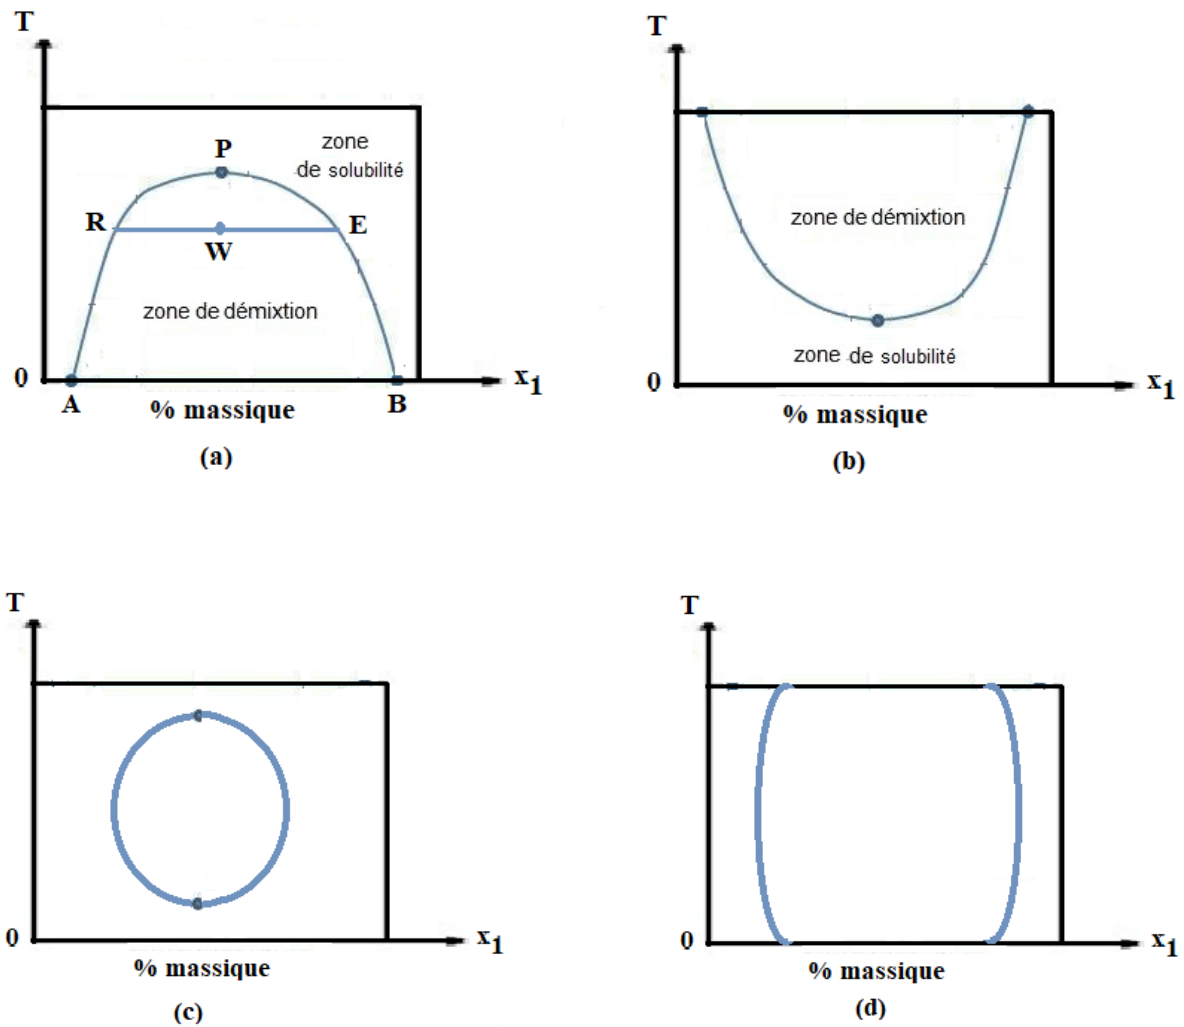 T
zone
de solubilité
P
R
E
W
zone de démixtion
0
A
B
x1
% massique
(a)
T
zone de démixtion
zone de solubilité
0
x1
% massique
(b)
T
0
x1
% massique
(c)
T
0
x1
% massique
(d)